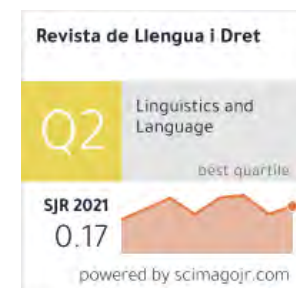 Revista de Llengua i Dret
Q2
Linguistics and
Language
best quartile
SJR 2021
0.17
powered by scimagojr.com